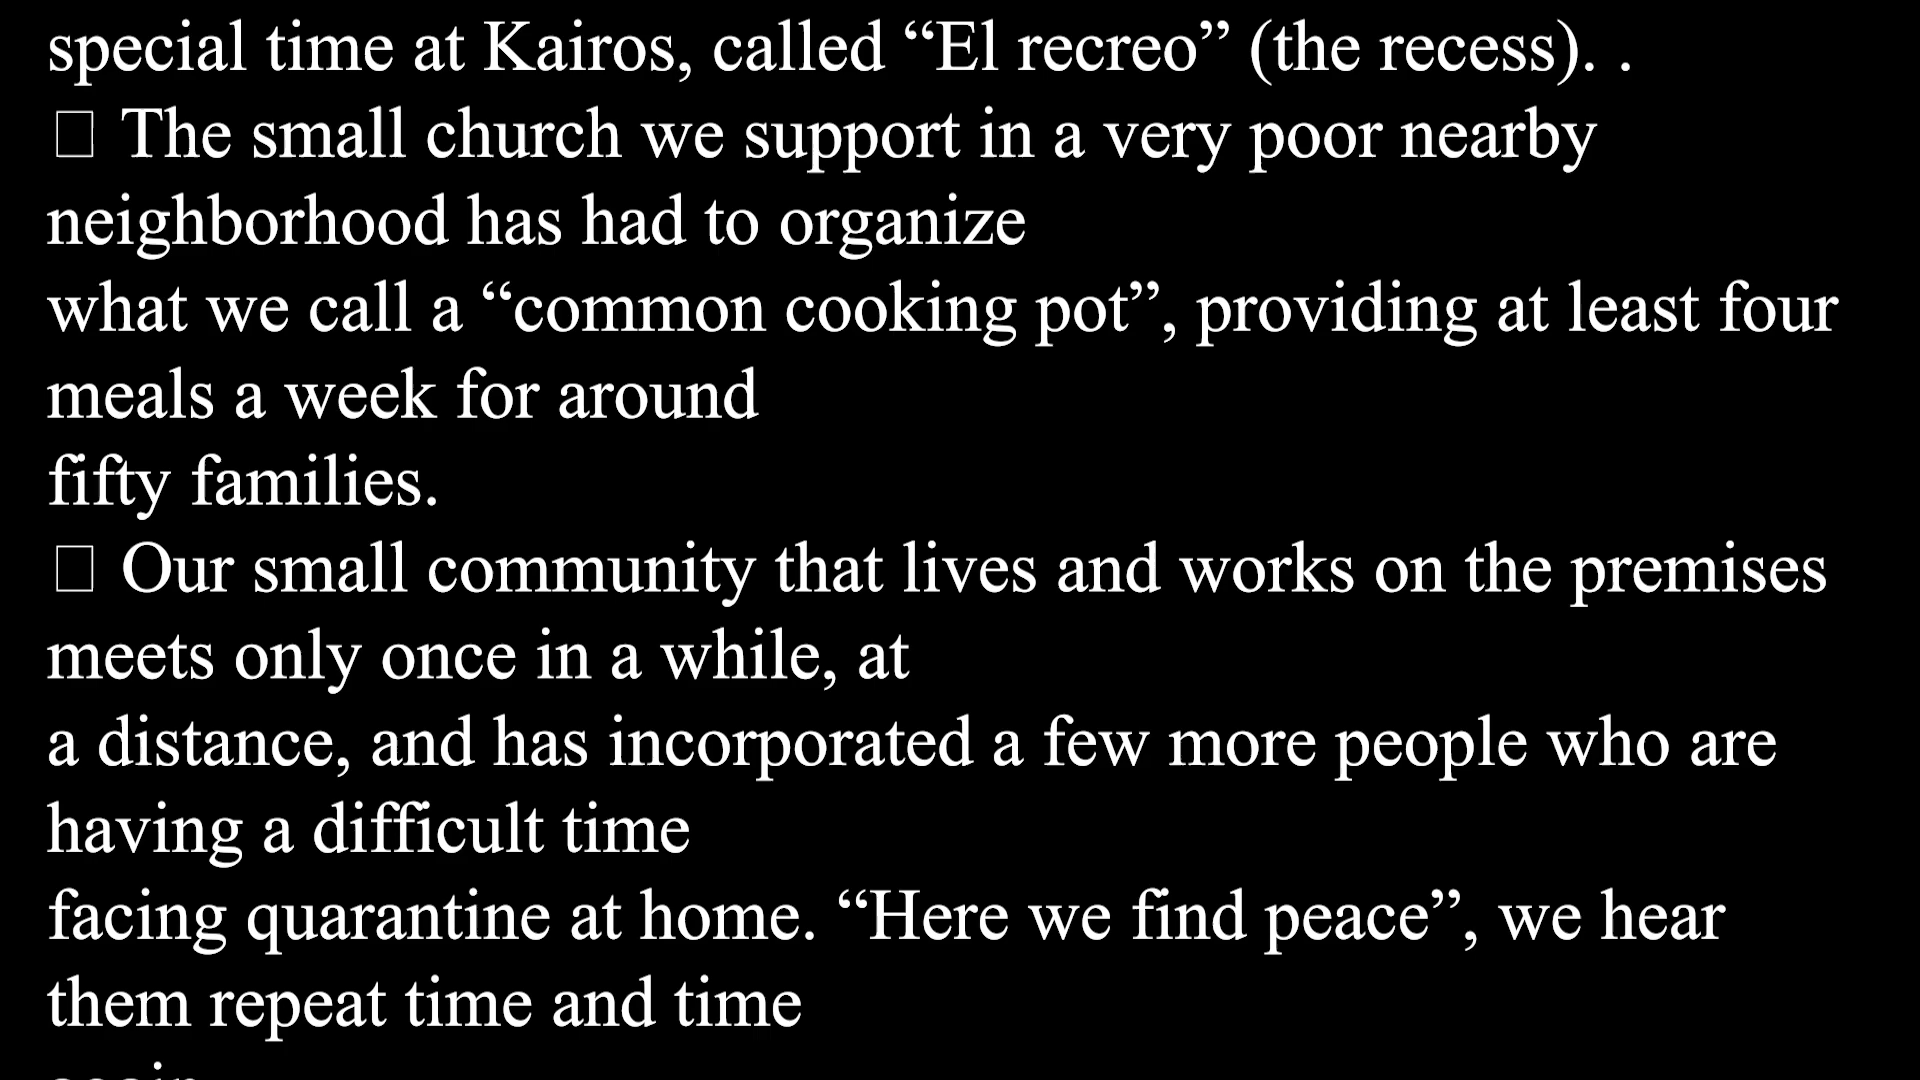 special time at Kairos, called “El recreo” (the recess). .
□ The small church we support in a very poor nearby
neighborhood has had to organize
what we call a “common cooking pot”, providing at least four
meals a week for around
fifty families.
□ Our small community that lives and works on the premises
meets only once in a while, at
a distance, and has incorporated a few more people who are
having a difficult time
facing quarantine at home. “Here we find peace”, we hear
them repeat time and time